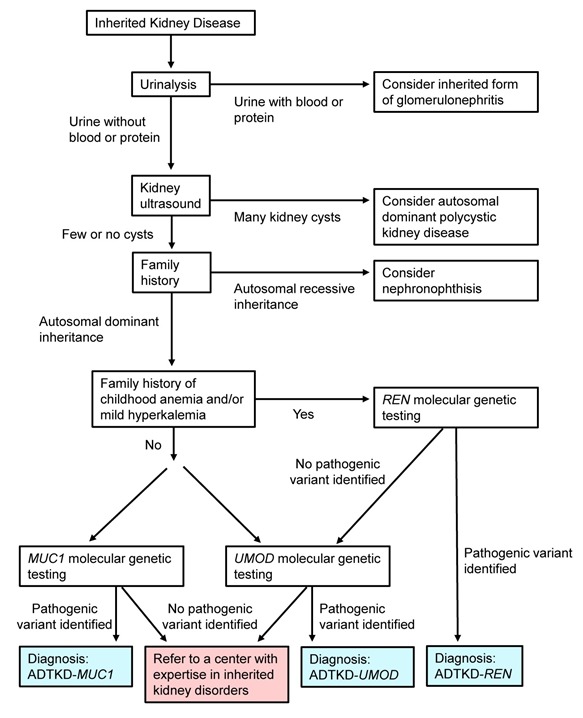 Inherited Kidney Disease
Urinalysis
Urine with blood or
protein
Consider inherited form
of glomerulonephritis
Urine without
blood or protein
Kidney
ultrasound
Many kidney cysts
Consider autosomal
dominant polycystic
kidney disease
Few or no cysts
Family
history
Autosomal recessive
inheritance
Consider
nephronophthisis
Autosomal dominant
inheritance
Family history of
childhood anemia and/or
mild hyperkalemia
Yes
REN molecular genetic
testing
No
No pathogenic
variant identified
Pathogenic variant
identified
MUC1 molecular genetic
testing
UMOD molecular genetic
testing
Pathogenic
variant identified
No pathogenic
variant identified
Pathogenic
variant identified
Diagnosis:
ADTKD-MUC1
Refer to a center with
expertise in inherited
kidney disorders
Diagnosis:
ADTKD-UMOD
Diagnosis:
ADTKD-REN